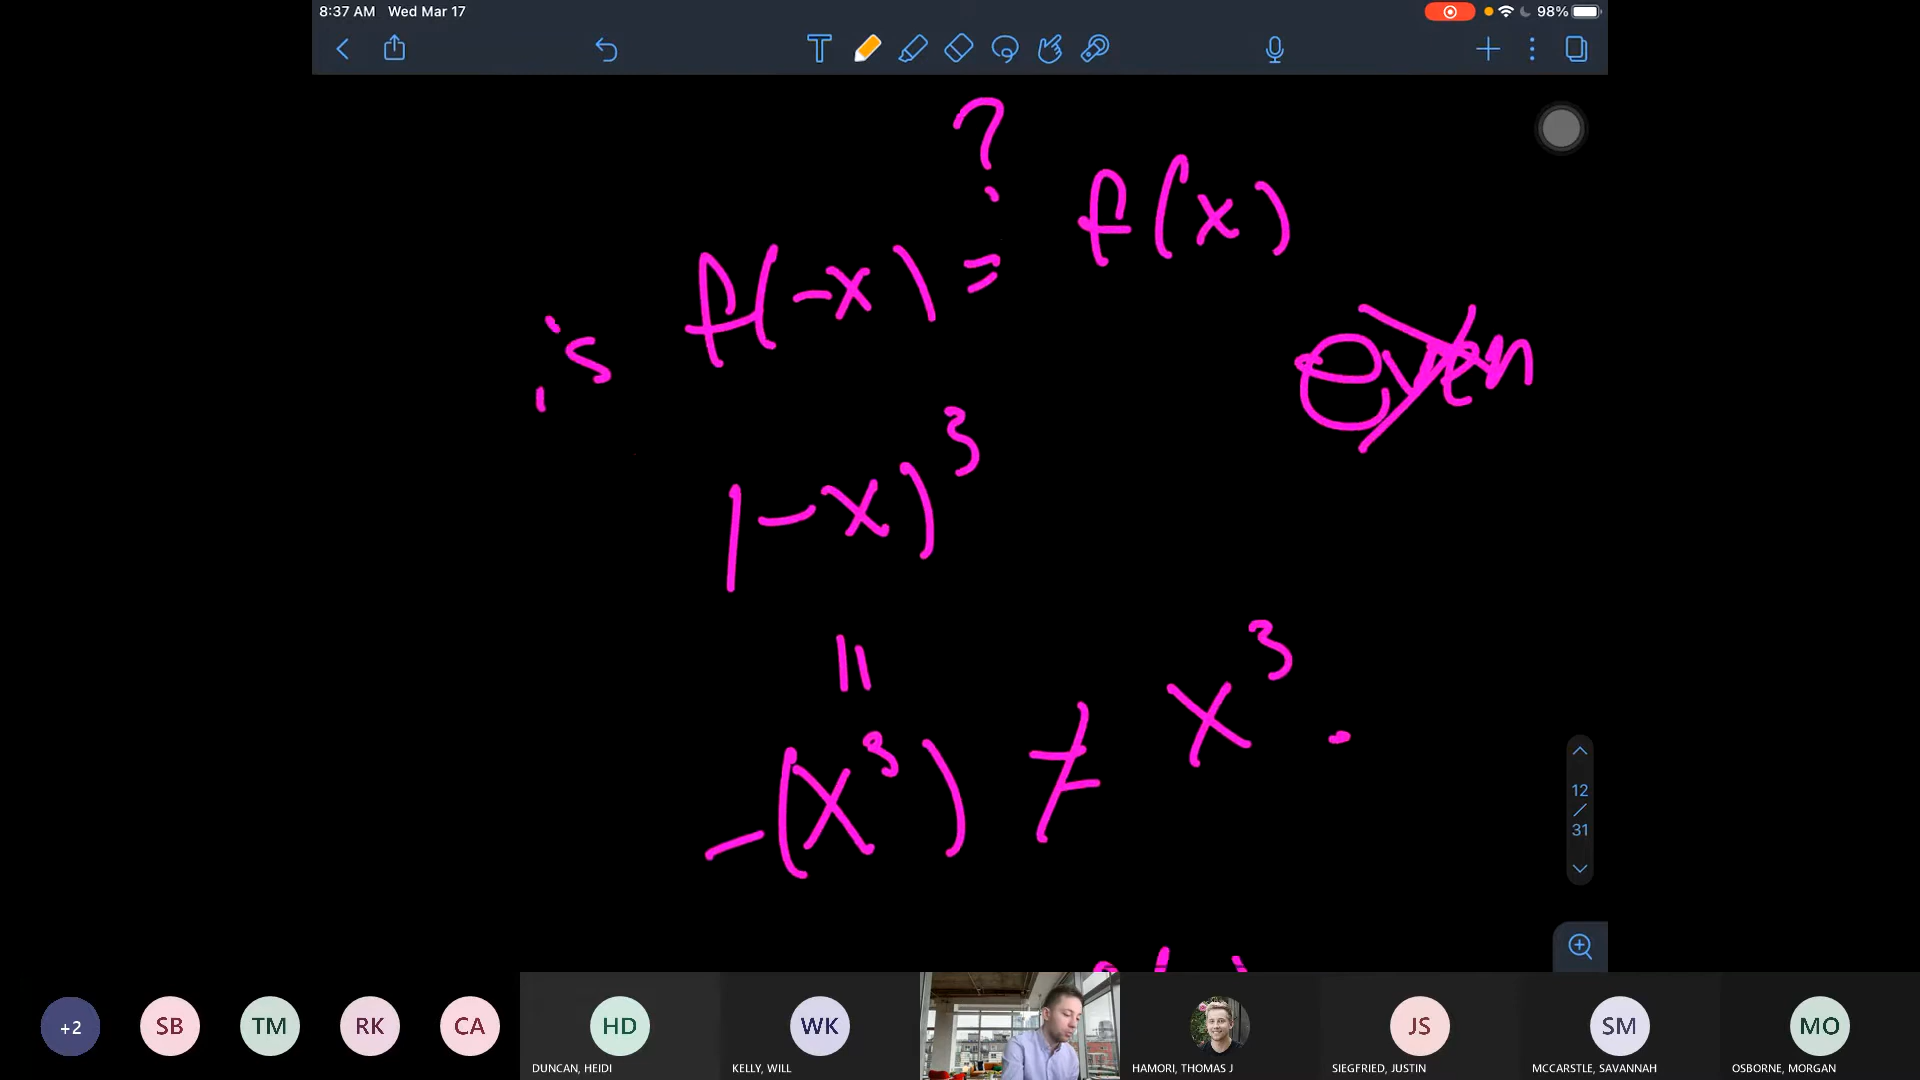 8:37 AM Wed Mar 17
98%
?
is f(-x) = f(x)
even
(-x)³
=
-(x³) ≠ x³.
12
/
31
+2
SB
TM
RK
CA
HD
WK
JS
SM
MO
DUNCAN, HEIDI
KELLY, WILL
HAMORI, THOMAS J
SIEGFRIED, JUSTIN
MCCARSTLE, SAVANNAH
OSBORNE, MORGAN